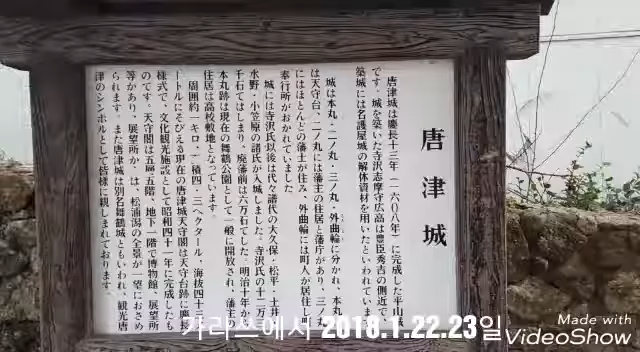 唐津城
唐津城は慶長十三年(一六〇八年)に完成した平山
です。城を築いた寺沢志摩守広高は豊臣秀吉の側近で、
築城には名護屋城の解体資材を用いたといわれています
城は本丸・二ノ丸・三ノ丸・外曲輪に分かれ、本丸
は天守台、二ノ丸には藩主の住居と藩庁があり、三ノ丸
にはほとんどの藩士が住み、外曲輪には町人が居住し町
奉行所がおかれていました
城には寺沢氏以後は代々譜代の大久保・松平・土井
水野・小笠原の諸氏が入城しました。寺沢氏の十二万
千石ではじまり、廃藩前は六万石でした。明治十年か
本丸跡は現在の舞鶴公園として一般に開放され、藩主
住居は高校敷地となっています。
周囲約一キロ、面積四・三ヘクタール・海抜四十
ートルにそびえる現在の唐津城天守閣は天守台跡に慶
様式で、文化観光施設として昭和四十一年に完成したも
のです。天守閣は五層五階、地下一階で博物館、展望所
等があり、展望所か は、松浦潟の全景が一望におさめ
られます。また唐津城は別名舞鶴城ともいわれ、観光唐
津のシンボルとして皆様に親しまれております。
가라쓰에서 2018.1.22.23일
Made with
VideoShow